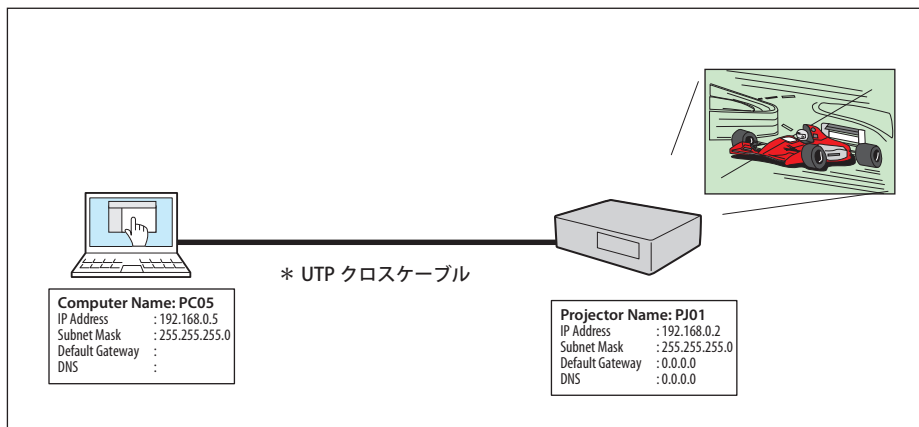 * UTP クロスケーブル
Computer Name: PC05
IP Address : 192.168.0.5
Subnet Mask : 255.255.255.0
Default Gateway :
DNS :
Projector Name: PJ01
IP Address : 192.168.0.2
Subnet Mask : 255.255.255.0
Default Gateway : 0.0.0.0
DNS : 0.0.0.0